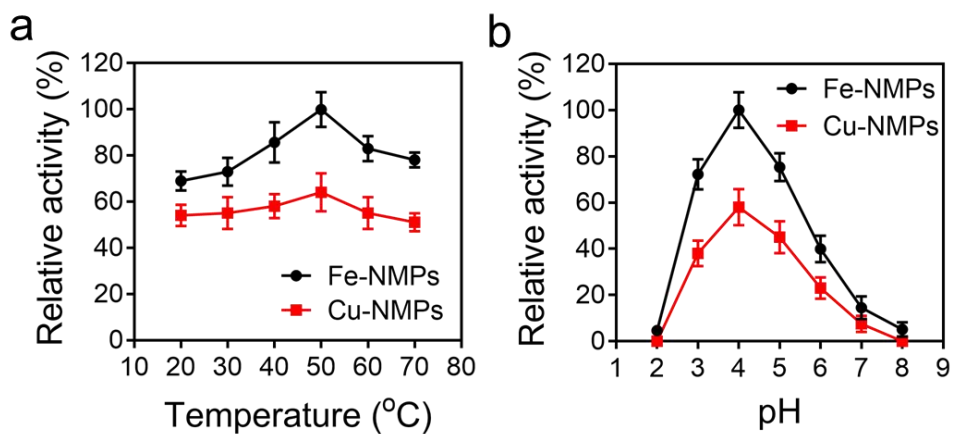 a
Relative activity (%)
120
100
80
60
40
20
0
Fe-NMPs
Cu-NMPs
10 20 30 40 50 60 70 80
Temperature (°C)
b
Relative activity (%)
120
100
80
60
40
20
0
Fe-NMPs
Cu-NMPs
1 2 3 4 5 6 7 8 9
pH